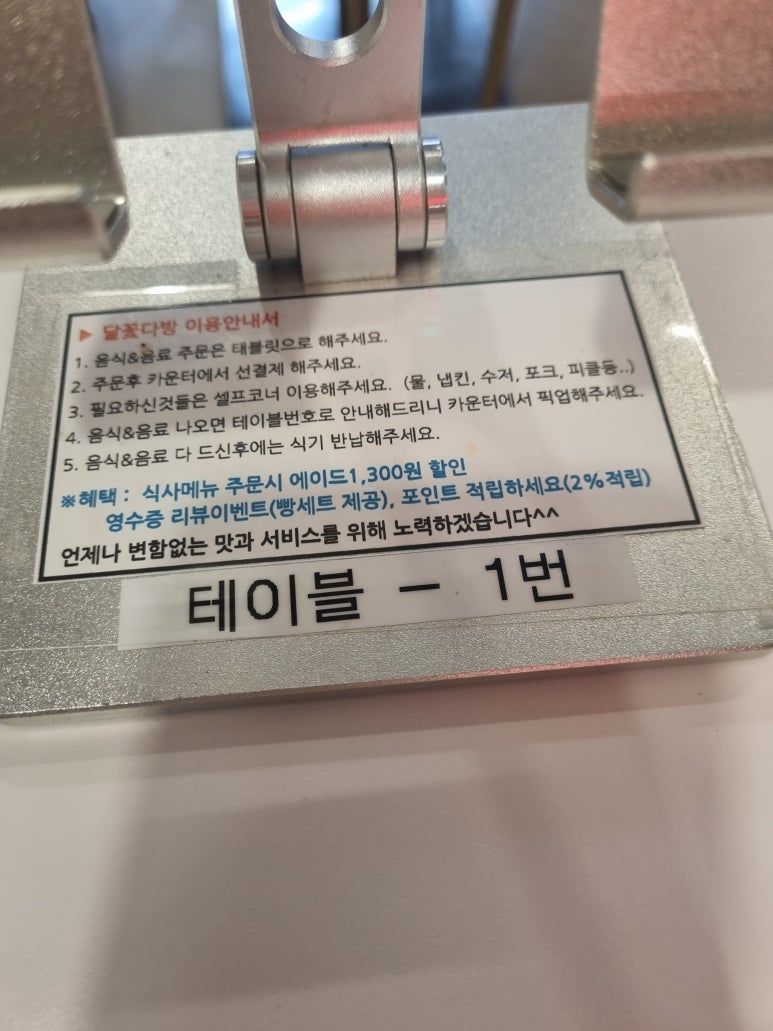 ▶ 달꽃다방 이용안내서
1. 음식&음료 주문은 태블릿으로 해주세요.
2. 주문후 카운터에서 선결제 해주세요.
3. 필요하신것들은 셀프코너 이용해주세요. (물, 냅킨, 수저, 포크, 피클등..)
4. 음식&음료 나오면 테이블번호로 안내해드리니 카운터에서 픽업해주세요.
5. 음식&음료 다 드신후에는 식기 반납해주세요.
※혜택 : 식사메뉴 주문시 에이드1,300원 할인
영수증 리뷰이벤트(빵세트 제공), 포인트 적립하세요(2%적립)
언제나 변함없는 맛과 서비스를 위해 노력하겠습니다^^
테이블 - 1번